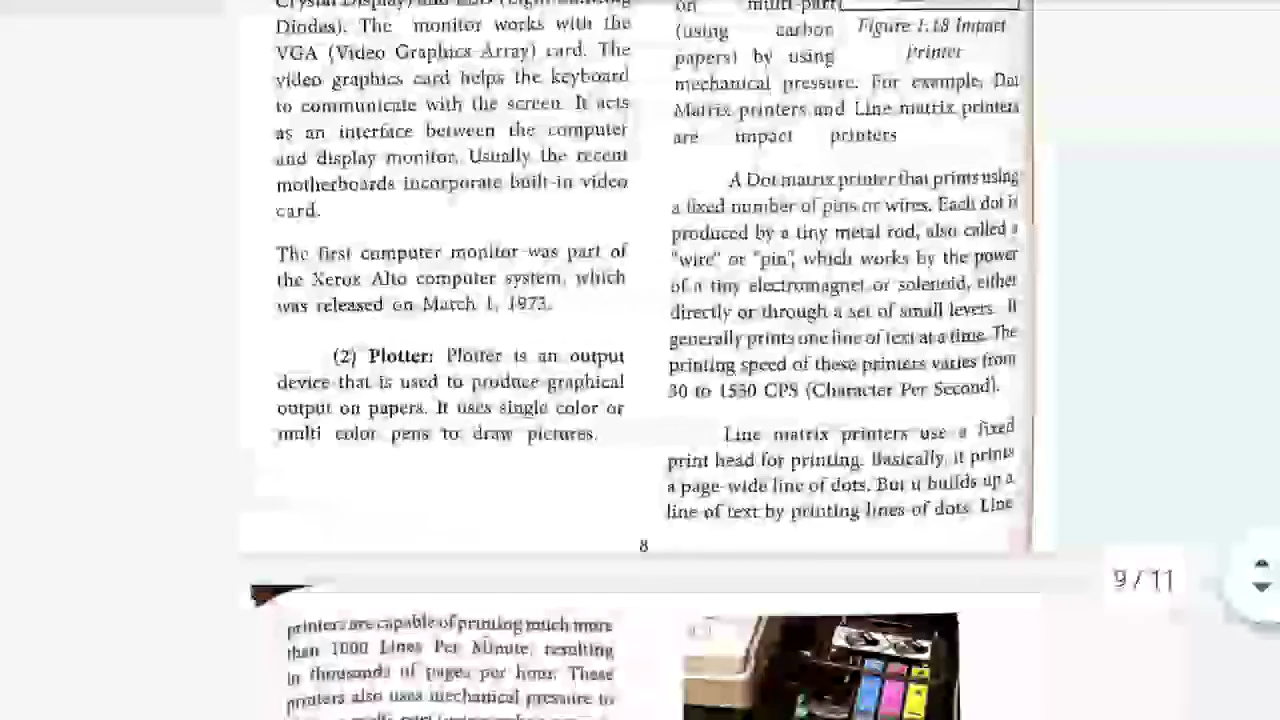 Crystal Display) and LED (Light Emitting
Diodes). The monitor works with the
VGA (Video Graphics Array) card. The
video graphics card helps the keyboard
to communicate with the screen. It acts
as an interface between the computer
and display monitor. Usually the recent
motherboards incorporate built-in video
card.
The first computer monitor was part of
the Xerox Alto computer system, which
was released on March 1, 1973.
(2) Plotter: Plotter is an output
device that is used to produce graphical
output on papers. It uses single color or
multi color pens to draw pictures.
on multi-part
(using carbon
papers) by using
mechanical pressure. For example, Dot
Matrix printers and Line matrix printers
are impact printers
Figure 1.18 Impact
Printer
A Dot matrix printer that prints using
a fixed number of pins or wires. Each dot is
produced by a tiny metal rod, also called a
"wire" or "pin", which works by the power
of a tiny electromagnet or solenoid, either
directly or through a set of small levers. It
generally prints one line of text at a time. The
printing speed of these printers varies from
30 to 1550 CPS (Character Per Second).
Line matrix printers use a fixed
print head for printing. Basically, it prints
a page-wide line of dots. But it builds up a
line of text by printing lines of dots. Line
8
9 / 11
printers are capable of printing much more
than 1000 Lines Per Minute, resulting
in thousands of pages per hour. These
printers also uses mechanical pressure to